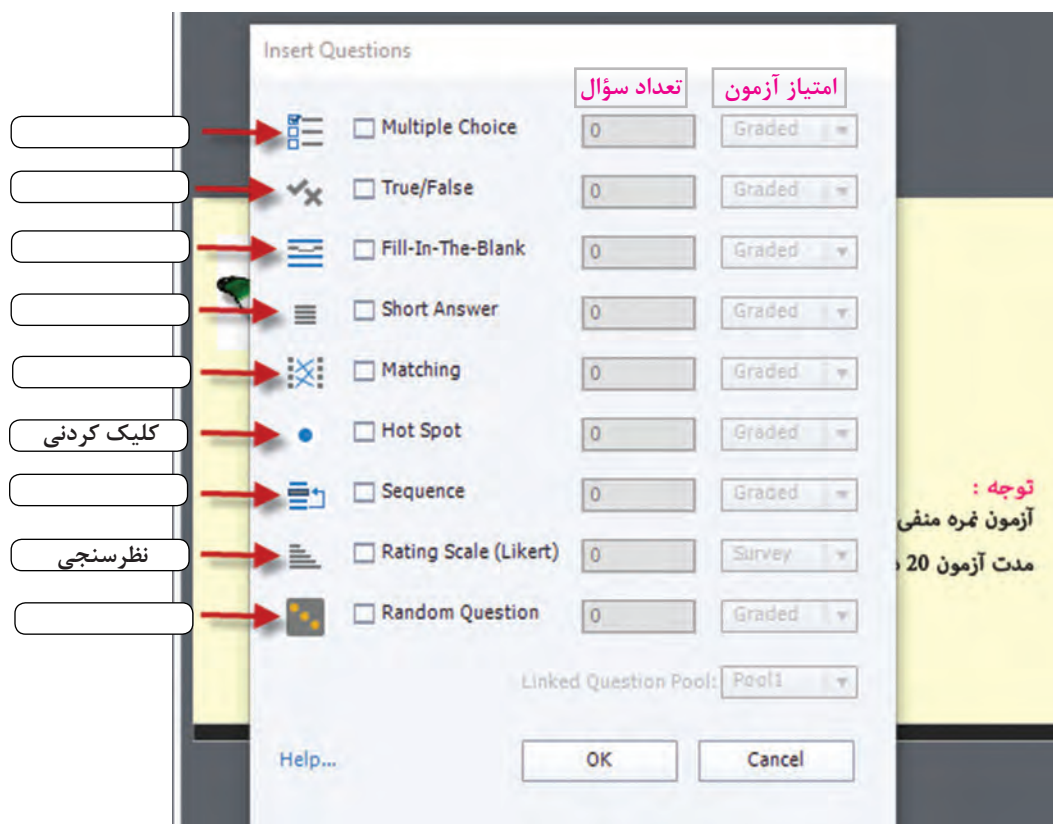 Insert Questions
تعداد سؤال امتیاز آزمون
Multiple Choice 0 Graded
True/False 0 Graded
Fill-In-The-Blank 0 Graded
Short Answer 0 Graded
Matching 0 Graded
کلیک کردنی Hot Spot 0 Graded
Sequence 0 Graded
توجه :
آزمون نمره منفی
نظرسنجی Rating Scale (Likert) 0 Survey
مدت آزمون 20
Random Question 0 Graded
Linked Question Pool: Pool1
Help... OK Cancel